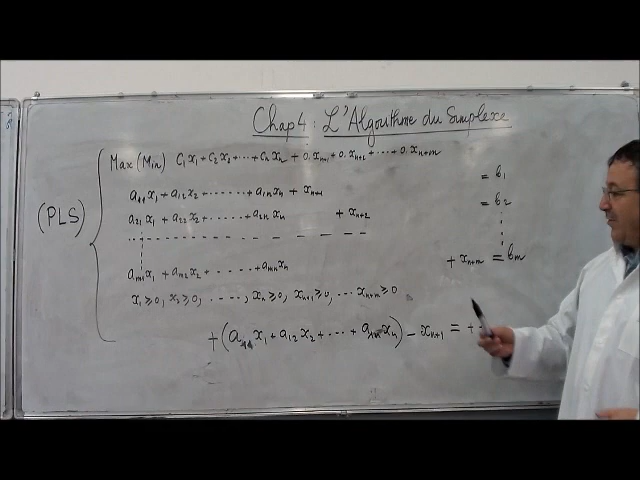 Chap 4 : L'Algorithme du Simplexe
Max (Min) C₁x₁ + C₂x₂ + ... + Cₙxₙ + 0.xₙ₊₁ + 0.xₙ₊₂ + ... + 0.xₙ₊ₘ
a₁₁x₁ + a₁₂x₂ + ....... + a₁ₙxₙ + xₙ₊₁ = b₁
(PLS) a₂₁x₁ + a₂₂x₂ + ....... + a₂ₙxₙ + xₙ₊₂ = b₂
aₘ₁x₁ + aₘ₂x₂ + ....... + aₘₙxₙ + xₙ₊ₘ = bₘ
x₁ ≥ 0, x₂ ≥ 0, ....., xₙ ≥ 0, xₙ₊₁ ≥ 0, ... xₙ₊ₘ ≥ 0
+ (a₁₁x₁ + a₁₂x₂ + ... + a₁ₙxₙ) - xₙ₊₁ = +